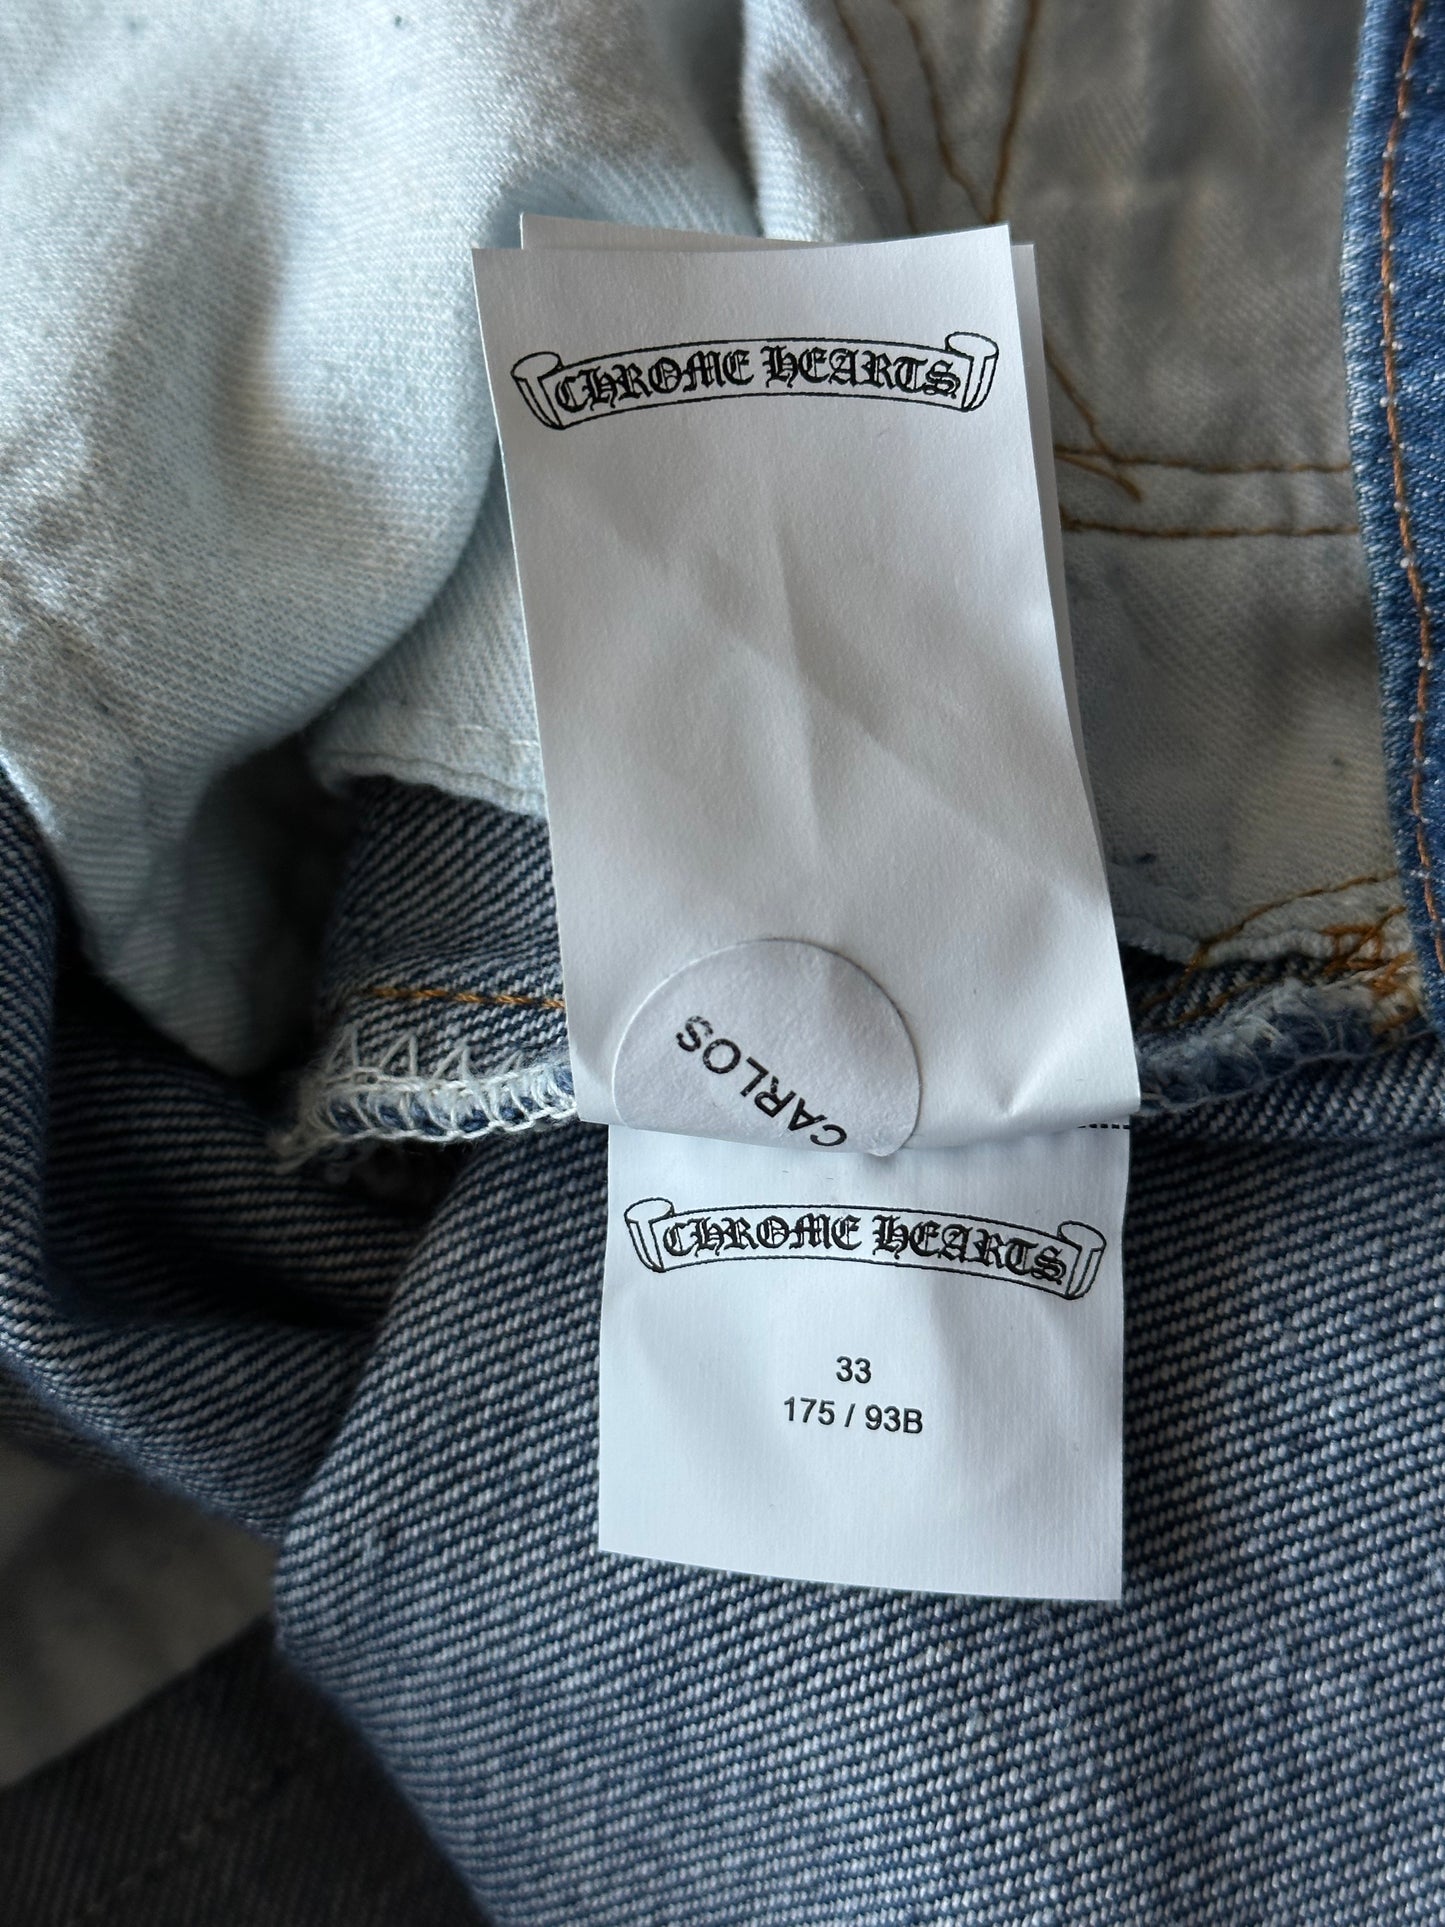 CHROME HEARTS
CARLOS
CHROME HEARTS
33
175 / 93B